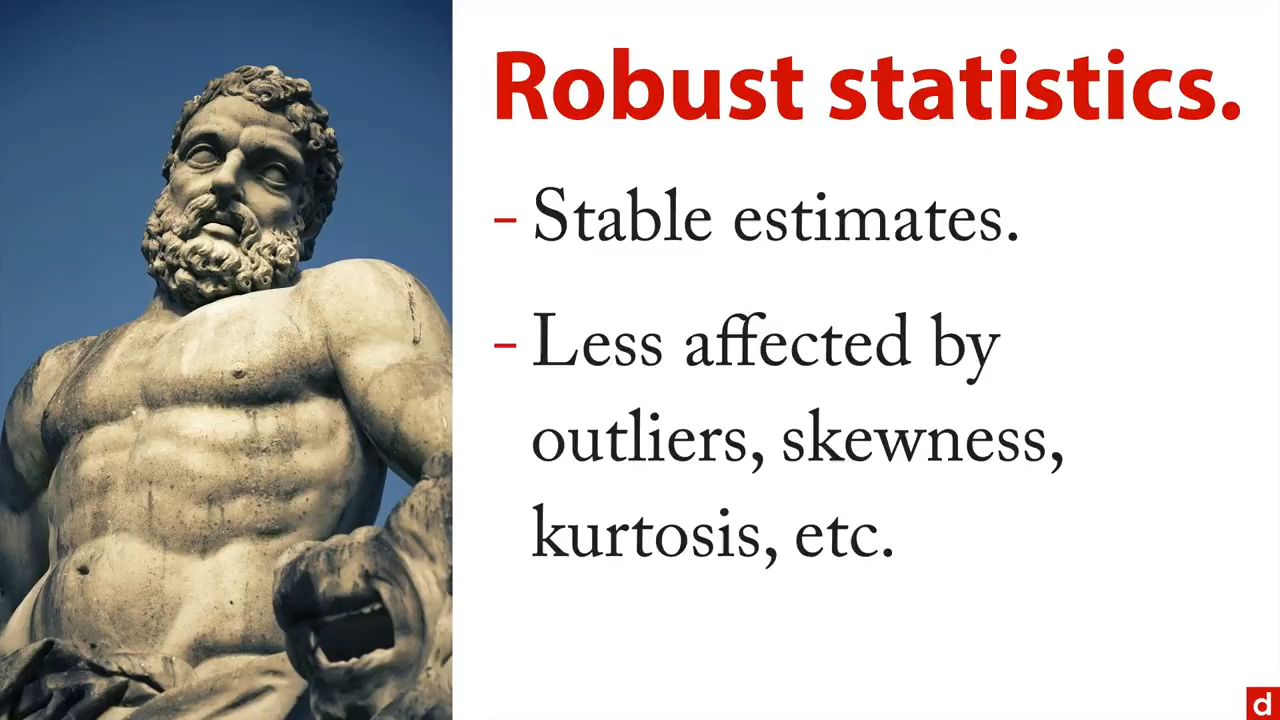 Robust statistics.
- Stable estimates.
- Less affected by
outliers, skewness,
kurtosis, etc.
d